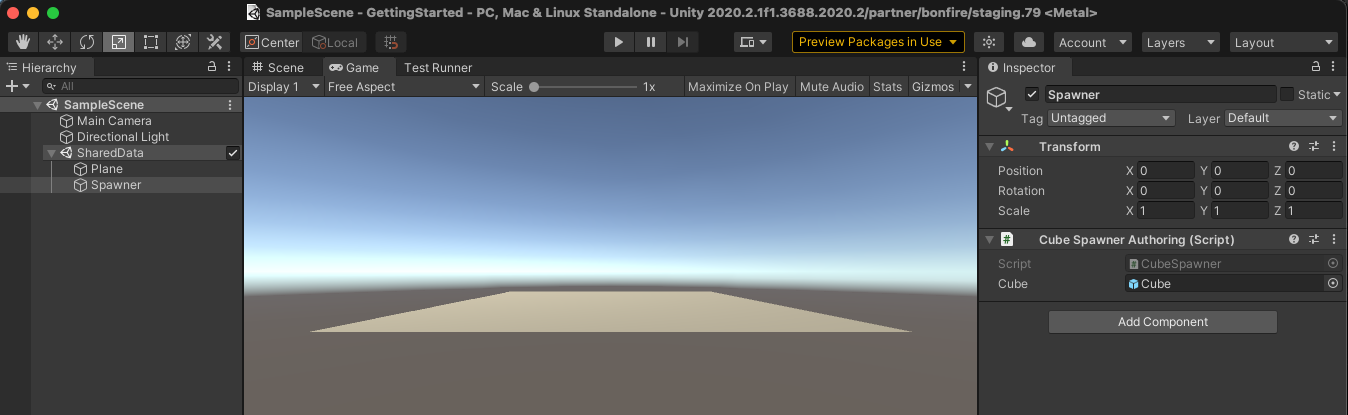 SampleScene - GettingStarted - PC, Mac & Linux Standalone - Unity 2020.2.1f1.3688.2020.2/partner/bonfire/staging.79 <Metal>
Center Local Preview Packages in Use Account Layers Layout
Hierarchy
All
SampleScene
Main Camera
Directional Light
SharedData
Plane
Spawner
Scene Game Test Runner
Display 1 Free Aspect Scale 1x Maximize On Play Mute Audio Stats Gizmos
Inspector
Spawner Static
Tag Untagged Layer Default
Transform
Position X 0 Y 0 Z 0
Rotation X 0 Y 0 Z 0
Scale X 1 Y 1 Z 1
# Cube Spawner Authoring (Script)
Script CubeSpawner
Cube Cube
Add Component